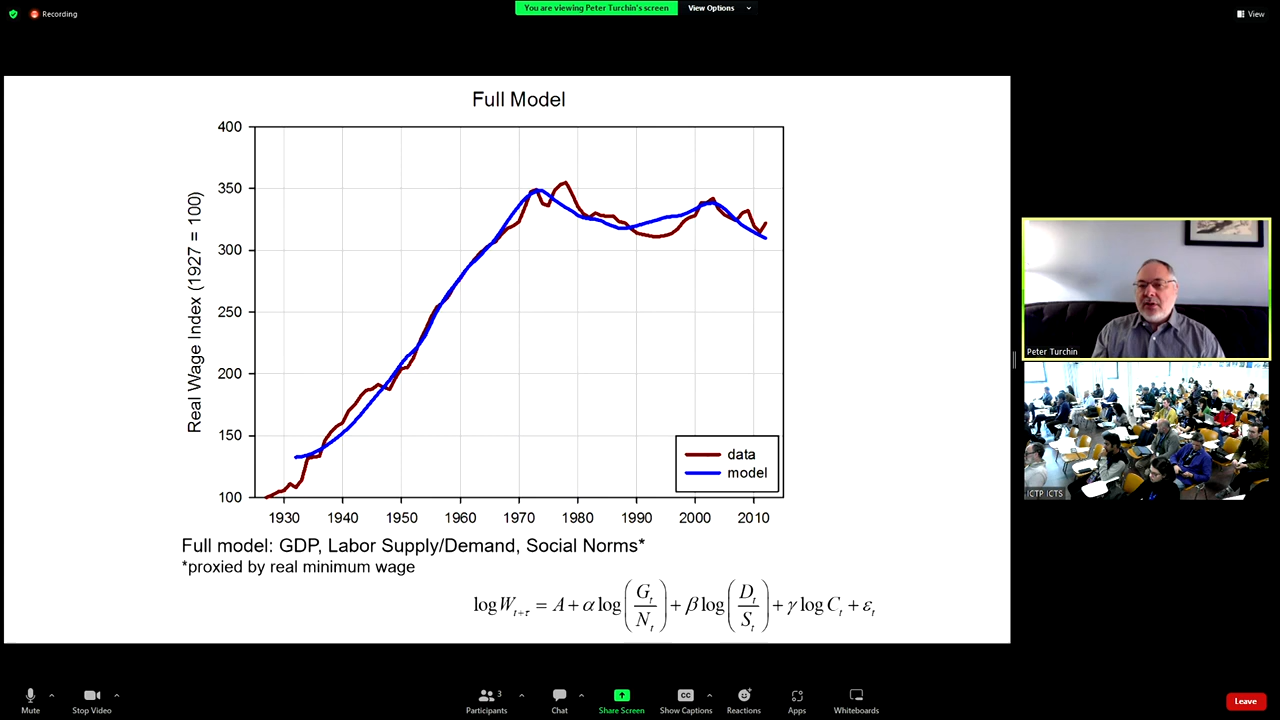 Recording
You are viewing Peter Turchin's screen
View Options
View
Full Model
400
350
300
250
200
150
100
Real Wage Index (1927 = 100)
data
model
1930 1940 1950 1960 1970 1980 1990 2000 2010
Full model: GDP, Labor Supply/Demand, Social Norms*
*proxied by real minimum wage
log W_{t+τ} = A + α log (G_t / N_t) + β log (D_t / S_t) + γ log C_t + ε_t
Peter Turchin
ICTP ICTS
Mute
Stop Video
3
Participants
Chat
Share Screen
CC
Show Captions
Reactions
Apps
Whiteboards
Leave